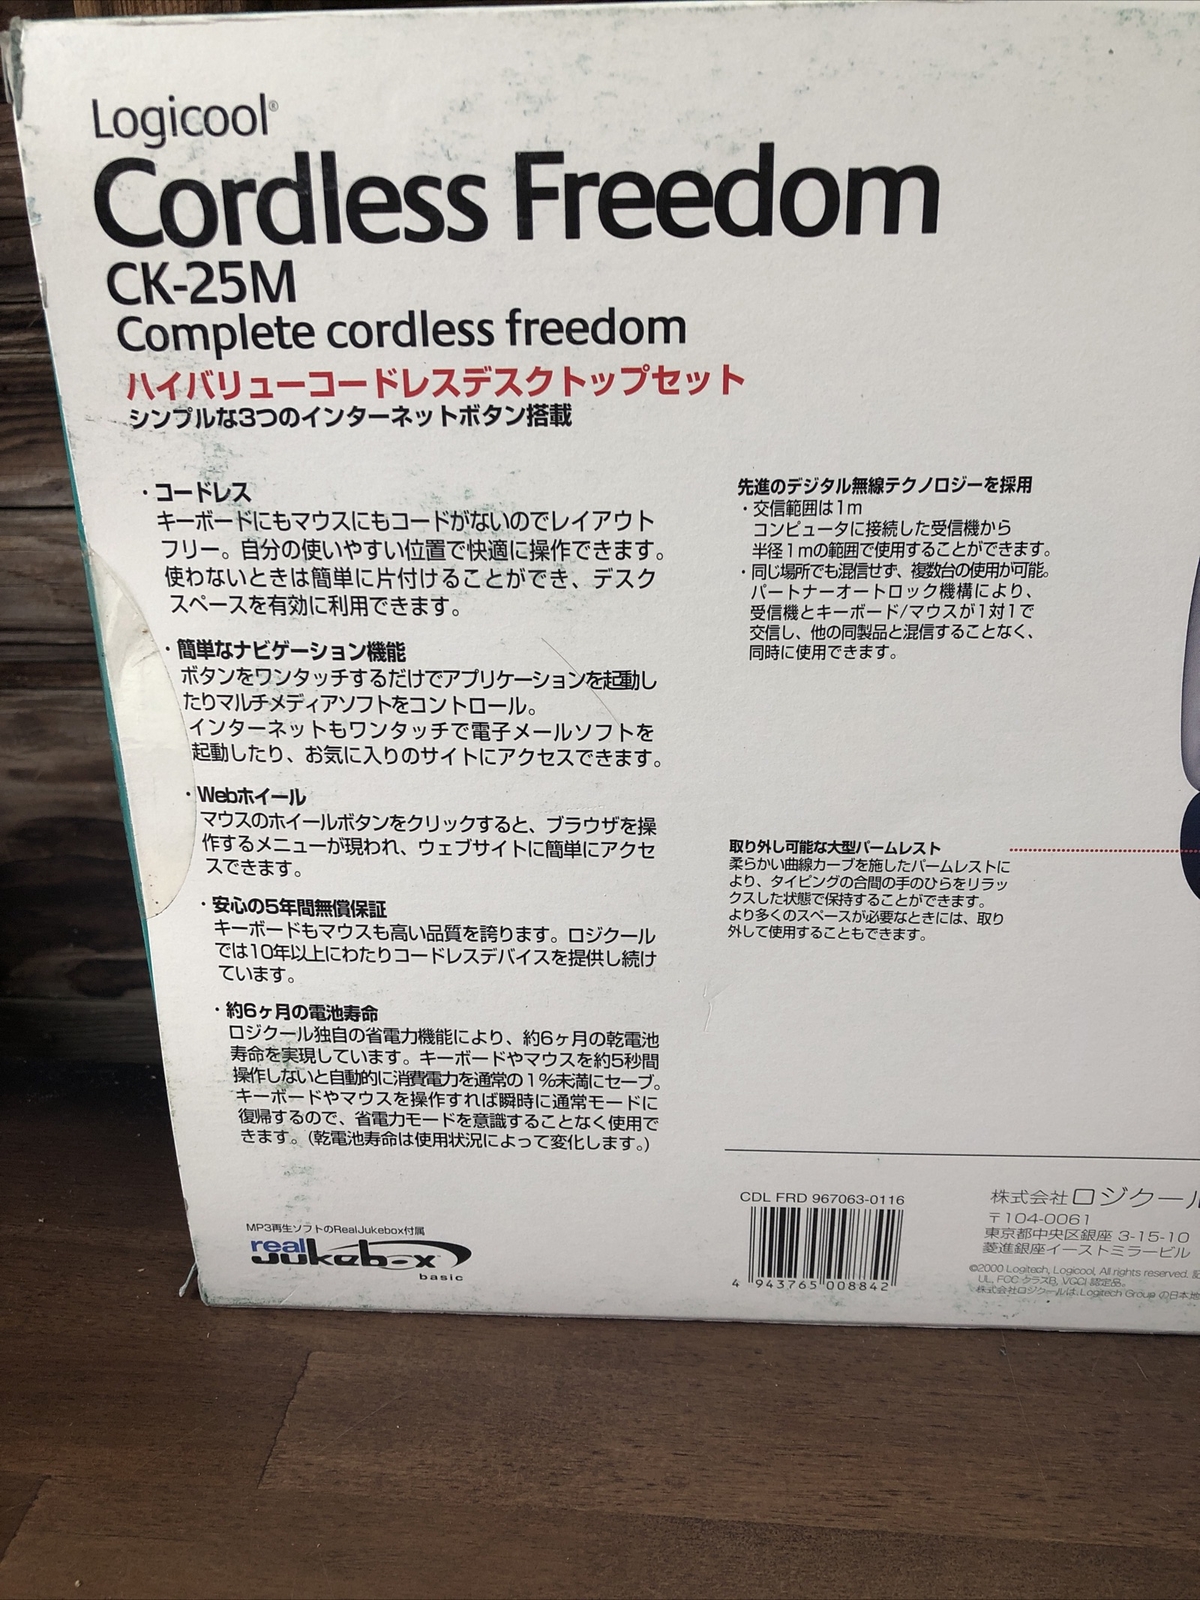 Logicool®
Cordless Freedom
CK-25M
Complete cordless freedom
ハイバリューコードレスデスクトップセット
シンプルな3つのインターネットボタン搭載
・コードレス
キーボードにもマウスにもコードがないのでレイアウト
フリー。自分の使いやすい位置で快適に操作できます。
使わないときは簡単に片付けることができ、デスク
スペースを有効に利用できます。
・簡単なナビゲーション機能
ボタンをワンタッチするだけでアプリケーションを起動し
たりマルチメディアソフトをコントロール。
インターネットもワンタッチで電子メールソフトを
起動したり、お気に入りのサイトにアクセスできます。
・Webホイール
マウスのホイールボタンをクリックすると、ブラウザを操
作するメニューが現われ、ウェブサイトに簡単にアクセ
スできます。
・安心の5年間無償保証
キーボードもマウスも高い品質を誇ります。ロジクール
では10年以上にわたりコードレスデバイスを提供し続け
ています。
・約6ヶ月の電池寿命
ロジクール独自の省電力機能により、約6ヶ月の乾電池
寿命を実現しています。キーボードやマウスを約5秒間
操作しないと自動的に消費電力を通常の1%未満にセーブ。
キーボードやマウスを操作すれば瞬時に通常モードに
復帰するので、省電力モードを意識することなく使用で
きます。(乾電池寿命は使用状況によって変化します。)
MP3再生ソフトのRealJukebox付属
real
Jukebox
basic
先進のデジタル無線テクノロジーを採用
・交信範囲は1m
コンピュータに接続した受信機から
半径1mの範囲で使用することができます。
・同じ場所でも混信せず、複数台の使用が可能。
パートナーオートロック機構により、
受信機とキーボード/マウスが1対1で
交信し、他の同製品と混信することなく、
同時に使用できます。
取り外し可能な大型パームレスト
柔らかい曲線カーブを施したパームレストに
より、タイピングの合間の手のひらをリラッ
クスした状態で保持することができます。
より多くのスペースが必要なときには、取り
外して使用することもできます。
CDL FRD 967063-0116
4 943765 008842
株式会社ロジクール
〒104-0061
東京都中央区銀座 3-15-10
菱進銀座イーストミラービル
©2000 Logitech, Logicool, All rights reserved. 記
UL, FCC クラスB, VCCI 認定品。
株式会社ロジクールは、Logitech Group の日本地